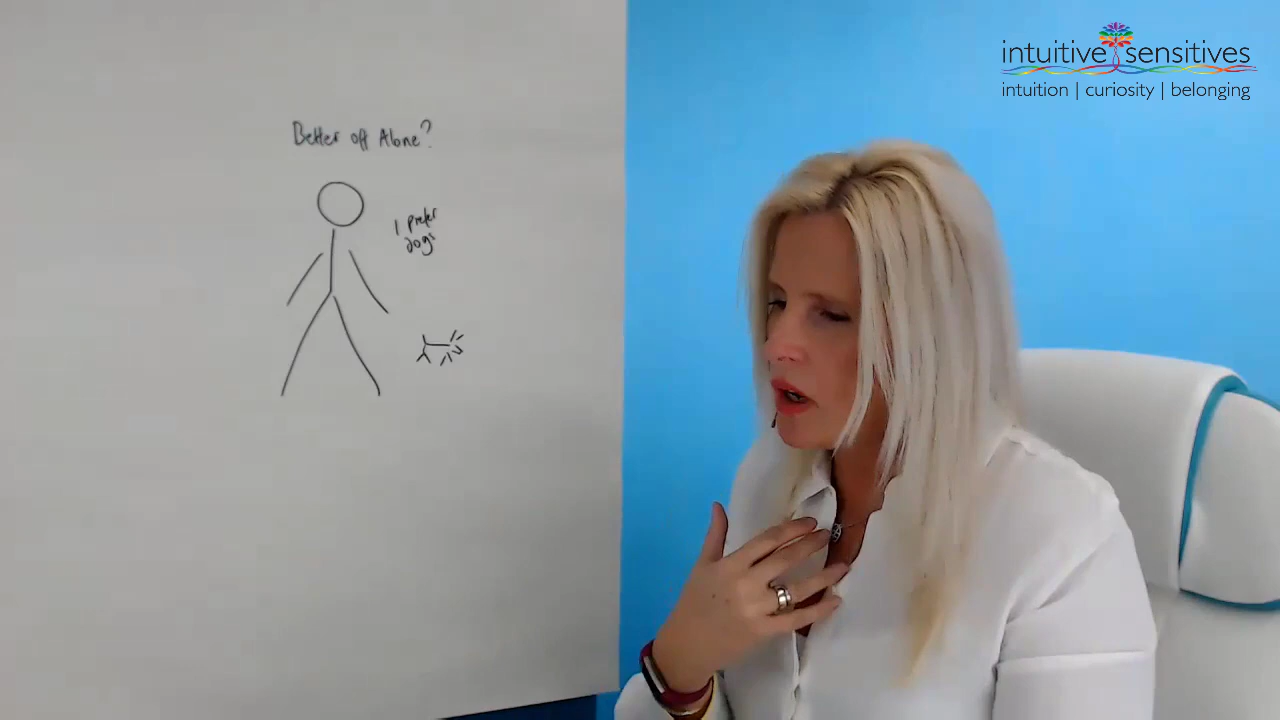 intuitive sensitives
intuition | curiosity | belonging
Better off Alone?
I prefer
dogs